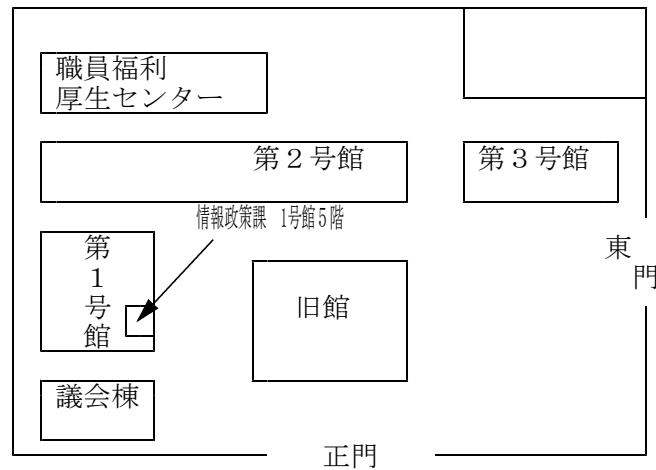 職員福利
厚生センター
第２号館
第３号館
情報政策課　1号館５階
第１号館
旧館
東門
議会棟
正門